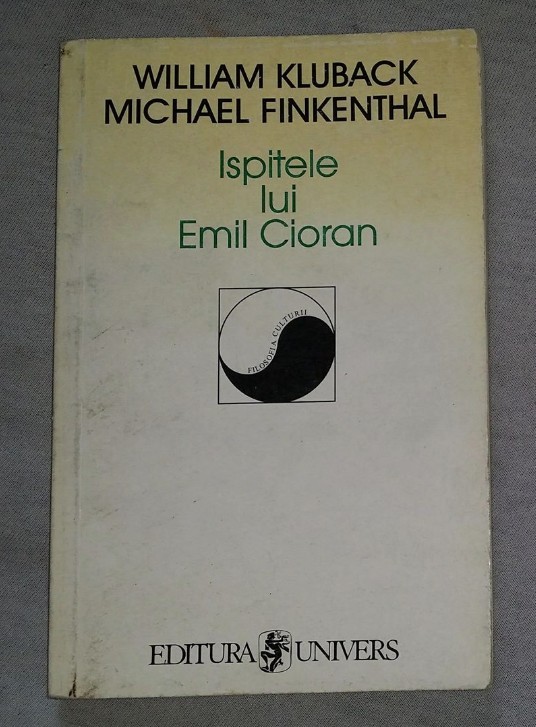 WILLIAM KLUBACK
MICHAEL FINKENTHAL
Ispitele
lui
Emil Cioran
FILOSOFIA CULTURII
EDITURA UNIVERS